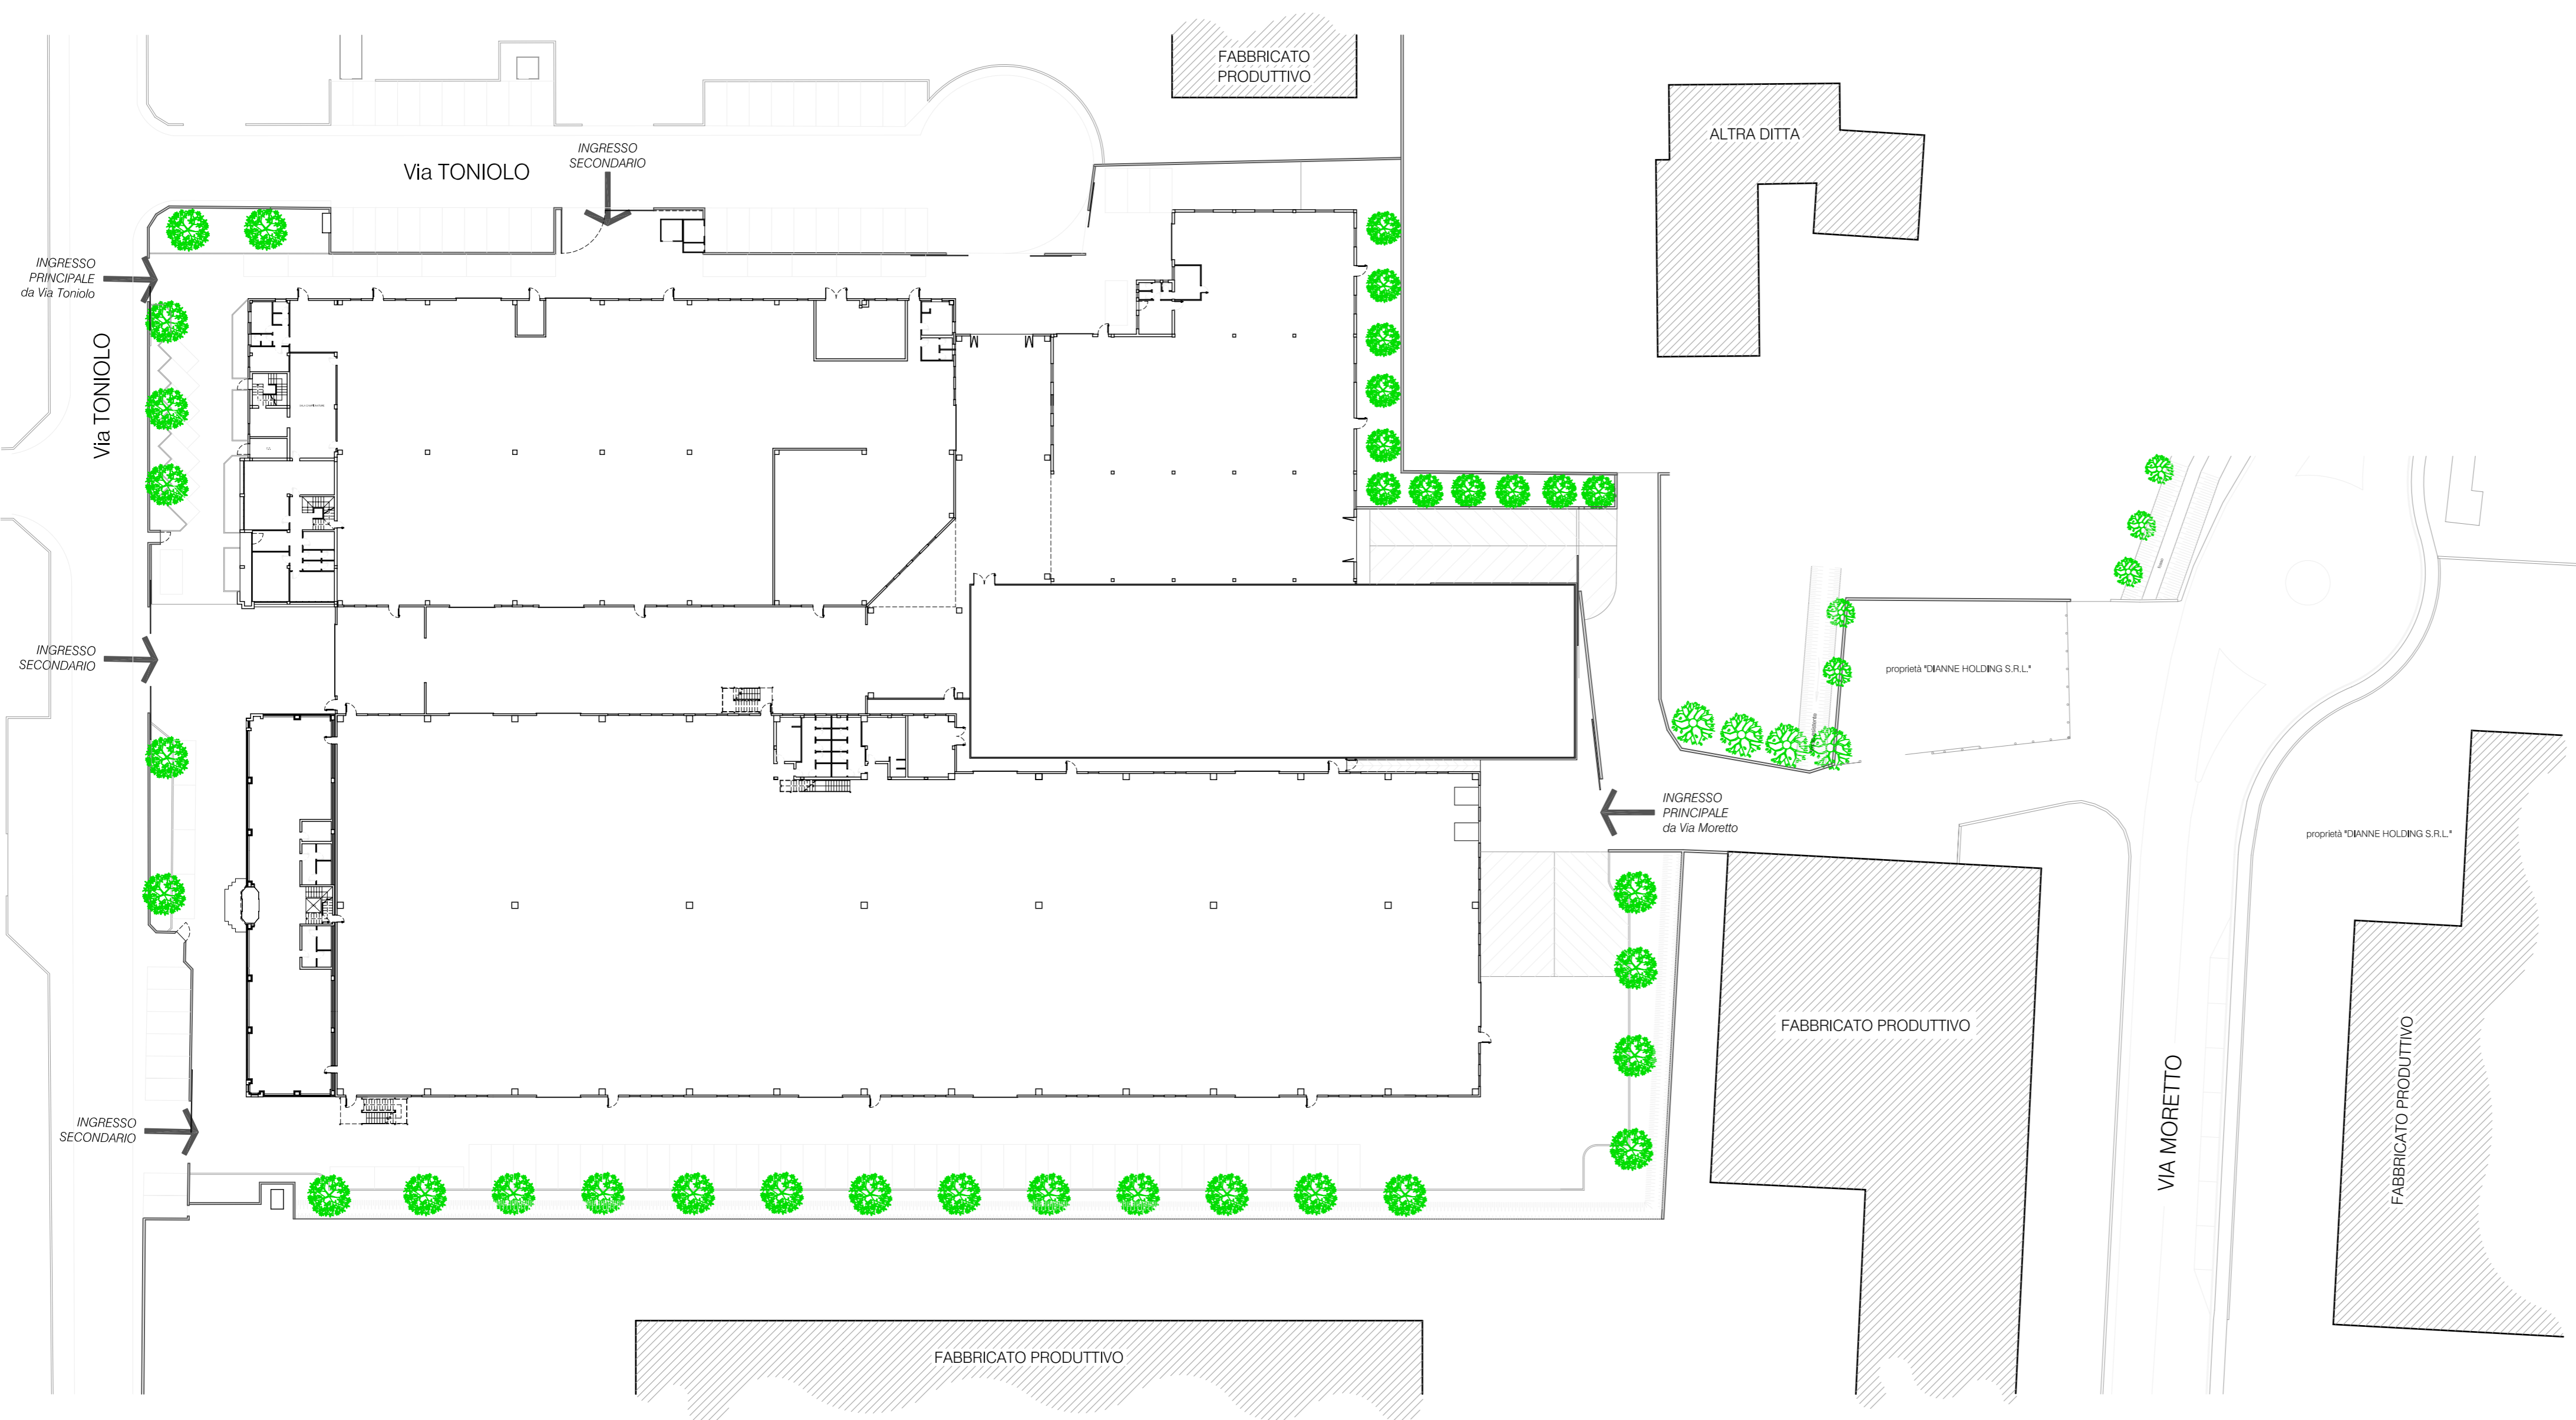 FABBRICATO
PRODUTTIVO
ALTRA DITTA
INGRESSO
SECONDARIO
Via TONIOLO
INGRESSO
PRINCIPALE
da Via Toniolo
Via TONIOLO
INGRESSO
SECONDARIO
proprietà "DIANNE HOLDING S.R.L."
INGRESSO
PRINCIPALE
da Via Moretto
proprietà "DIANNE HOLDING S.R.L."
FABBRICATO PRODUTTIVO
VIA MORETTO
FABBRICATO PRODUTTIVO
INGRESSO
SECONDARIO
FABBRICATO PRODUTTIVO